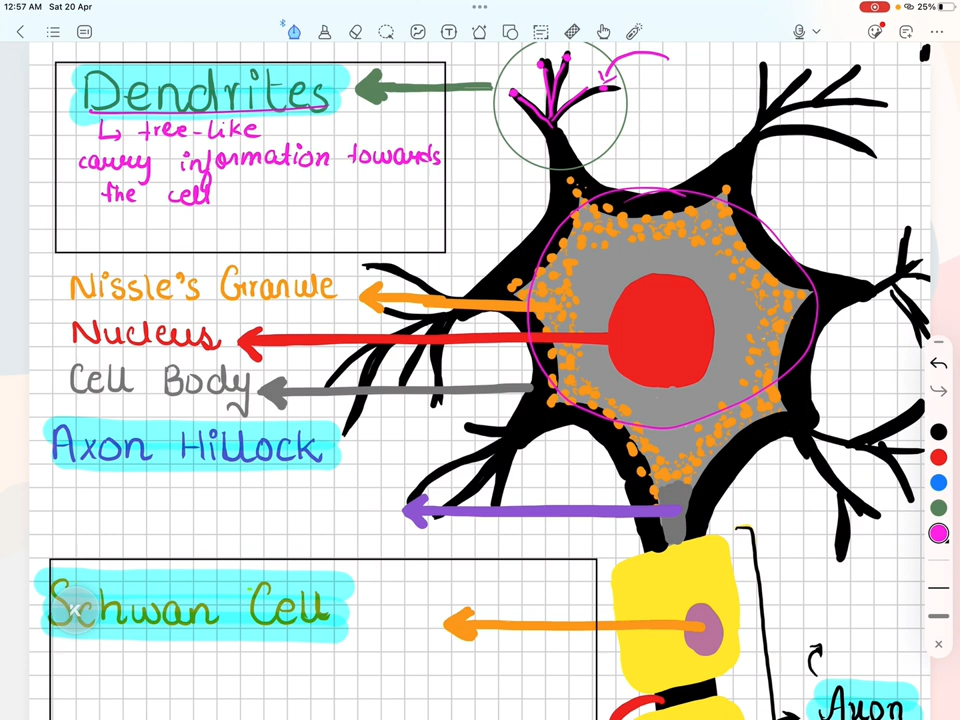 12:57 AM Sat 20 Apr
25%
Dendrites
↳ tree-like
carry information towards
the cell
Nissle's Granule
Nucleus
Cell Body
Axon Hillock
Schwan Cell
Axon